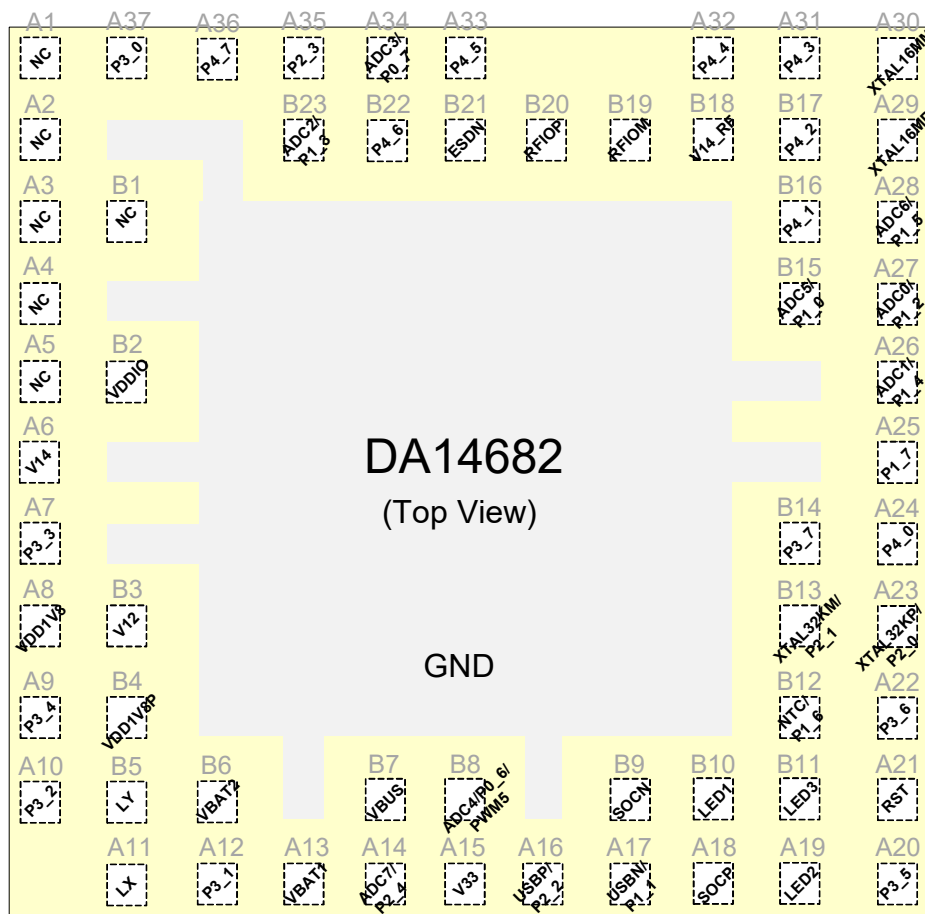 A1 A37 A36 A35 A34 A33 A32 A31 A30
NC P3_0 P4_7 P2_3 ADC3/ P0_7 P4_5 P4_4 P4_3 XTAL16MM
A2 B23 B22 B21 B20 B19 B18 B17 A29
NC ADC2/ P1_3 P4_6 ESDN RFIOP RFIOM V14_RF P4_2 XTAL16MP
A3 B1 B16 A28
NC NC P4_1 ADC6/ P1_5
A4 B15 A27
NC ADC5/ P1_0 ADC0/ P1_2
A5 B2 A26
NC VDDIO ADC1/ P1_4
A6 A25
V14 P1_7
DA14682
(Top View)
A7 B14 A24
P3_3 P3_7 P4_0
A8 B3 B13 A23
VDD1V8 V12 XTAL32KM/ P2_1 XTAL32KP/ P2_0
GND
A9 B4 B12 A22
P3_4 VDD1V8P NTC/ P1_6 P3_6
A10 B5 B6 B7 B8 B9 B10 B11 A21
P3_2 LY VBAT2 VBUS ADC4/P0_6/ PWM5 SOCN LED1 LED3 RST
A11 A12 A13 A14 A15 A16 A17 A18 A19 A20
LX P3_1 VBAT1 ADC7/ P2_4 V33 USBP/ P2_2 USBN/ P1_1 SOCP LED2 P3_5